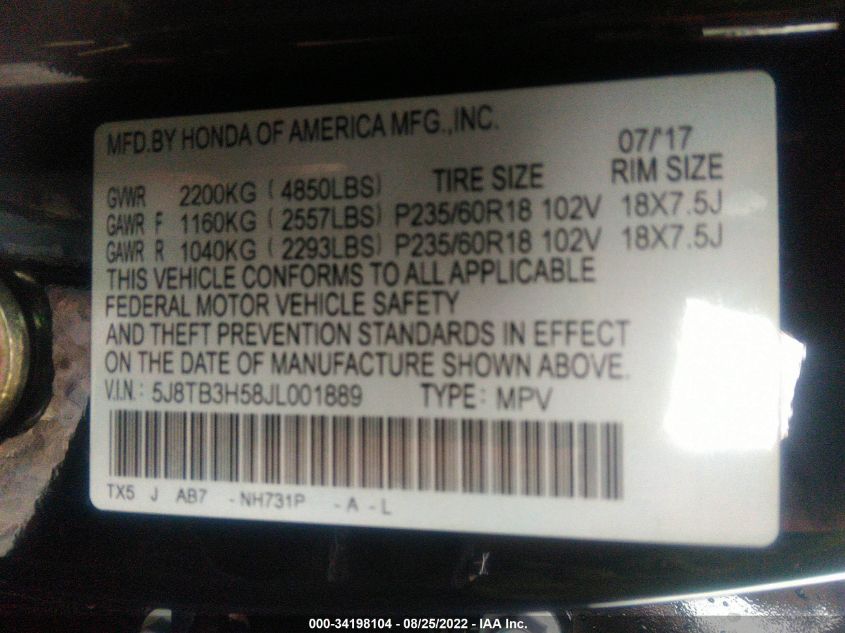 MFD.BY HONDA OF AMERICA MFG.,INC.
07/'17
GVWR 2200KG (4850LBS) TIRE SIZE RIM SIZE
GAWR F 1160KG (2557LBS) P235/60R18 102V 18X7.5J
GAWR R 1040KG (2293LBS) P235/60R18 102V 18X7.5J
THIS VEHICLE CONFORMS TO ALL APPLICABLE
FEDERAL MOTOR VEHICLE SAFETY
AND THEFT PREVENTION STANDARDS IN EFFECT
ON THE DATE OF MANUFACTURE SHOWN ABOVE.
V.I.N.: 5J8TB3H58JL001889 TYPE: MPV
TX5 J AB7 -NH731P -A-L
000-34198104 - 08/25/2022 - IAA Inc.